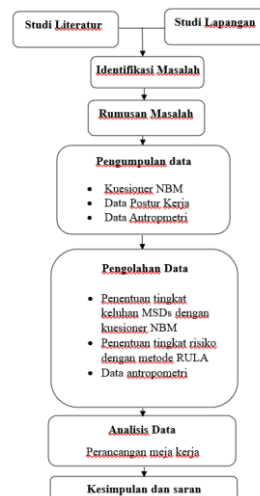 Studi Literatur
Studi Lapangan
Identifikasi Masalah
Rumusan Masalah
Pengumpulan data
• Kuesioner NBM
• Data Postur Kerja
• Data Antropmetri
Pengolahan Data
• Penentuan tingkat
keluhan MSDs dengan
kuesioner NBM
• Penentuan tingkat risiko
dengan metode RULA
• Data antropometri
Analisis Data
Perancangan meja kerja
Kesimpulan dan saran